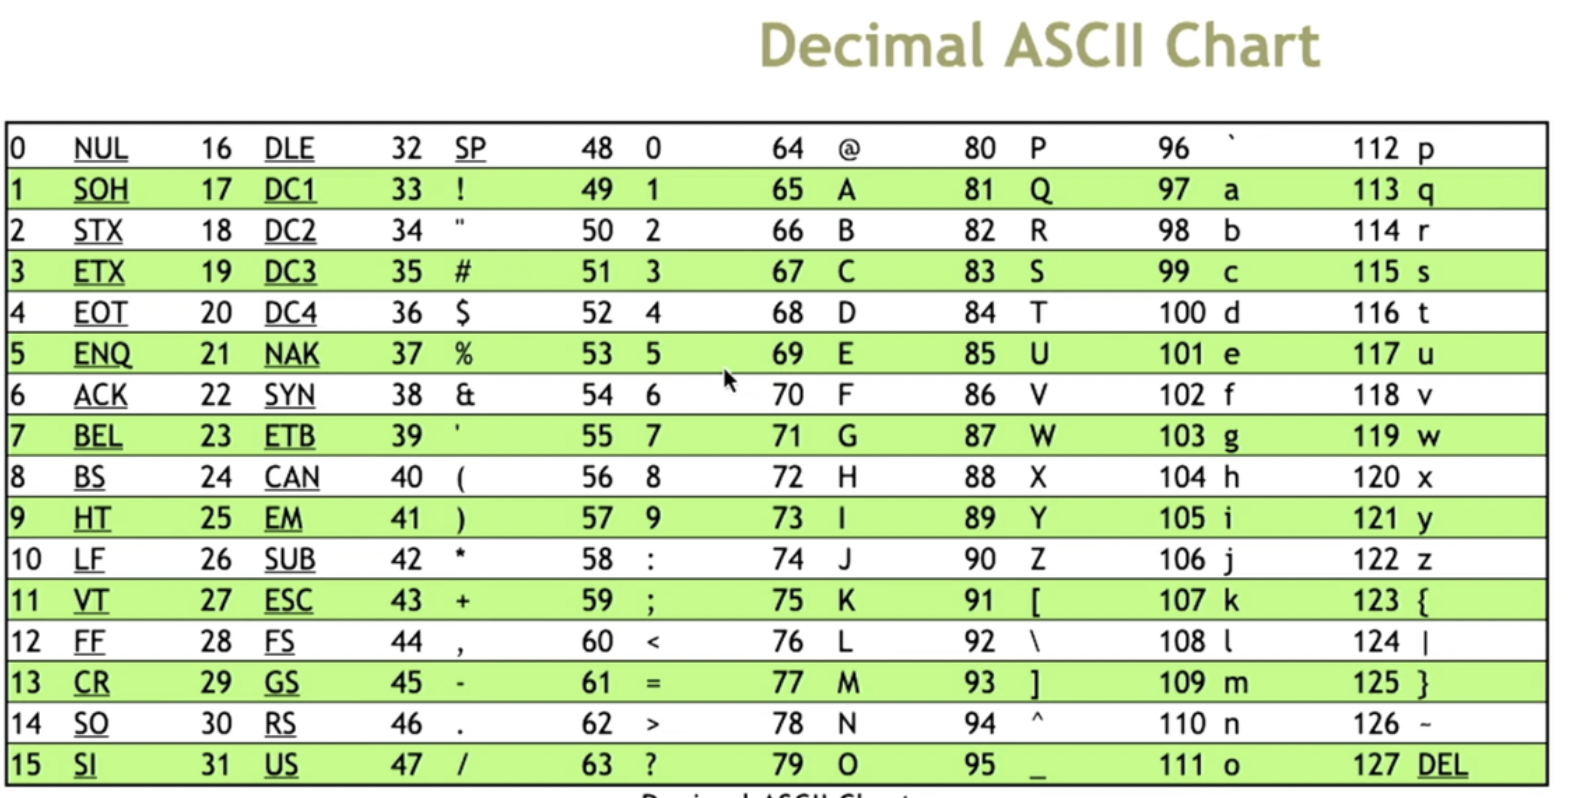 Decimal ASCII Chart
0 NUL 16 DLE 32 SP 48 0 64 @ 80 P 96 ` 112 p
1 SOH 17 DC1 33 ! 49 1 65 A 81 Q 97 a 113 q
2 STX 18 DC2 34 " 50 2 66 B 82 R 98 b 114 r
3 ETX 19 DC3 35 # 51 3 67 C 83 S 99 c 115 s
4 EOT 20 DC4 36 $ 52 4 68 D 84 T 100 d 116 t
5 ENQ 21 NAK 37 % 53 5 69 E 85 U 101 e 117 u
6 ACK 22 SYN 38 & 54 6 70 F 86 V 102 f 118 v
7 BEL 23 ETB 39 ' 55 7 71 G 87 W 103 g 119 w
8 BS 24 CAN 40 ( 56 8 72 H 88 X 104 h 120 x
9 HT 25 EM 41 ) 57 9 73 I 89 Y 105 i 121 y
10 LF 26 SUB 42 * 58 : 74 J 90 Z 106 j 122 z
11 VT 27 ESC 43 + 59 ; 75 K 91 [ 107 k 123 {
12 FF 28 FS 44 , 60 < 76 L 92 \ 108 l 124 |
13 CR 29 GS 45 - 61 = 77 M 93 ] 109 m 125 }
14 SO 30 RS 46 . 62 > 78 N 94 ^ 110 n 126 ~
15 SI 31 US 47 / 63 ? 79 O 95 _ 111 o 127 DEL
Decimal ASCII Chart